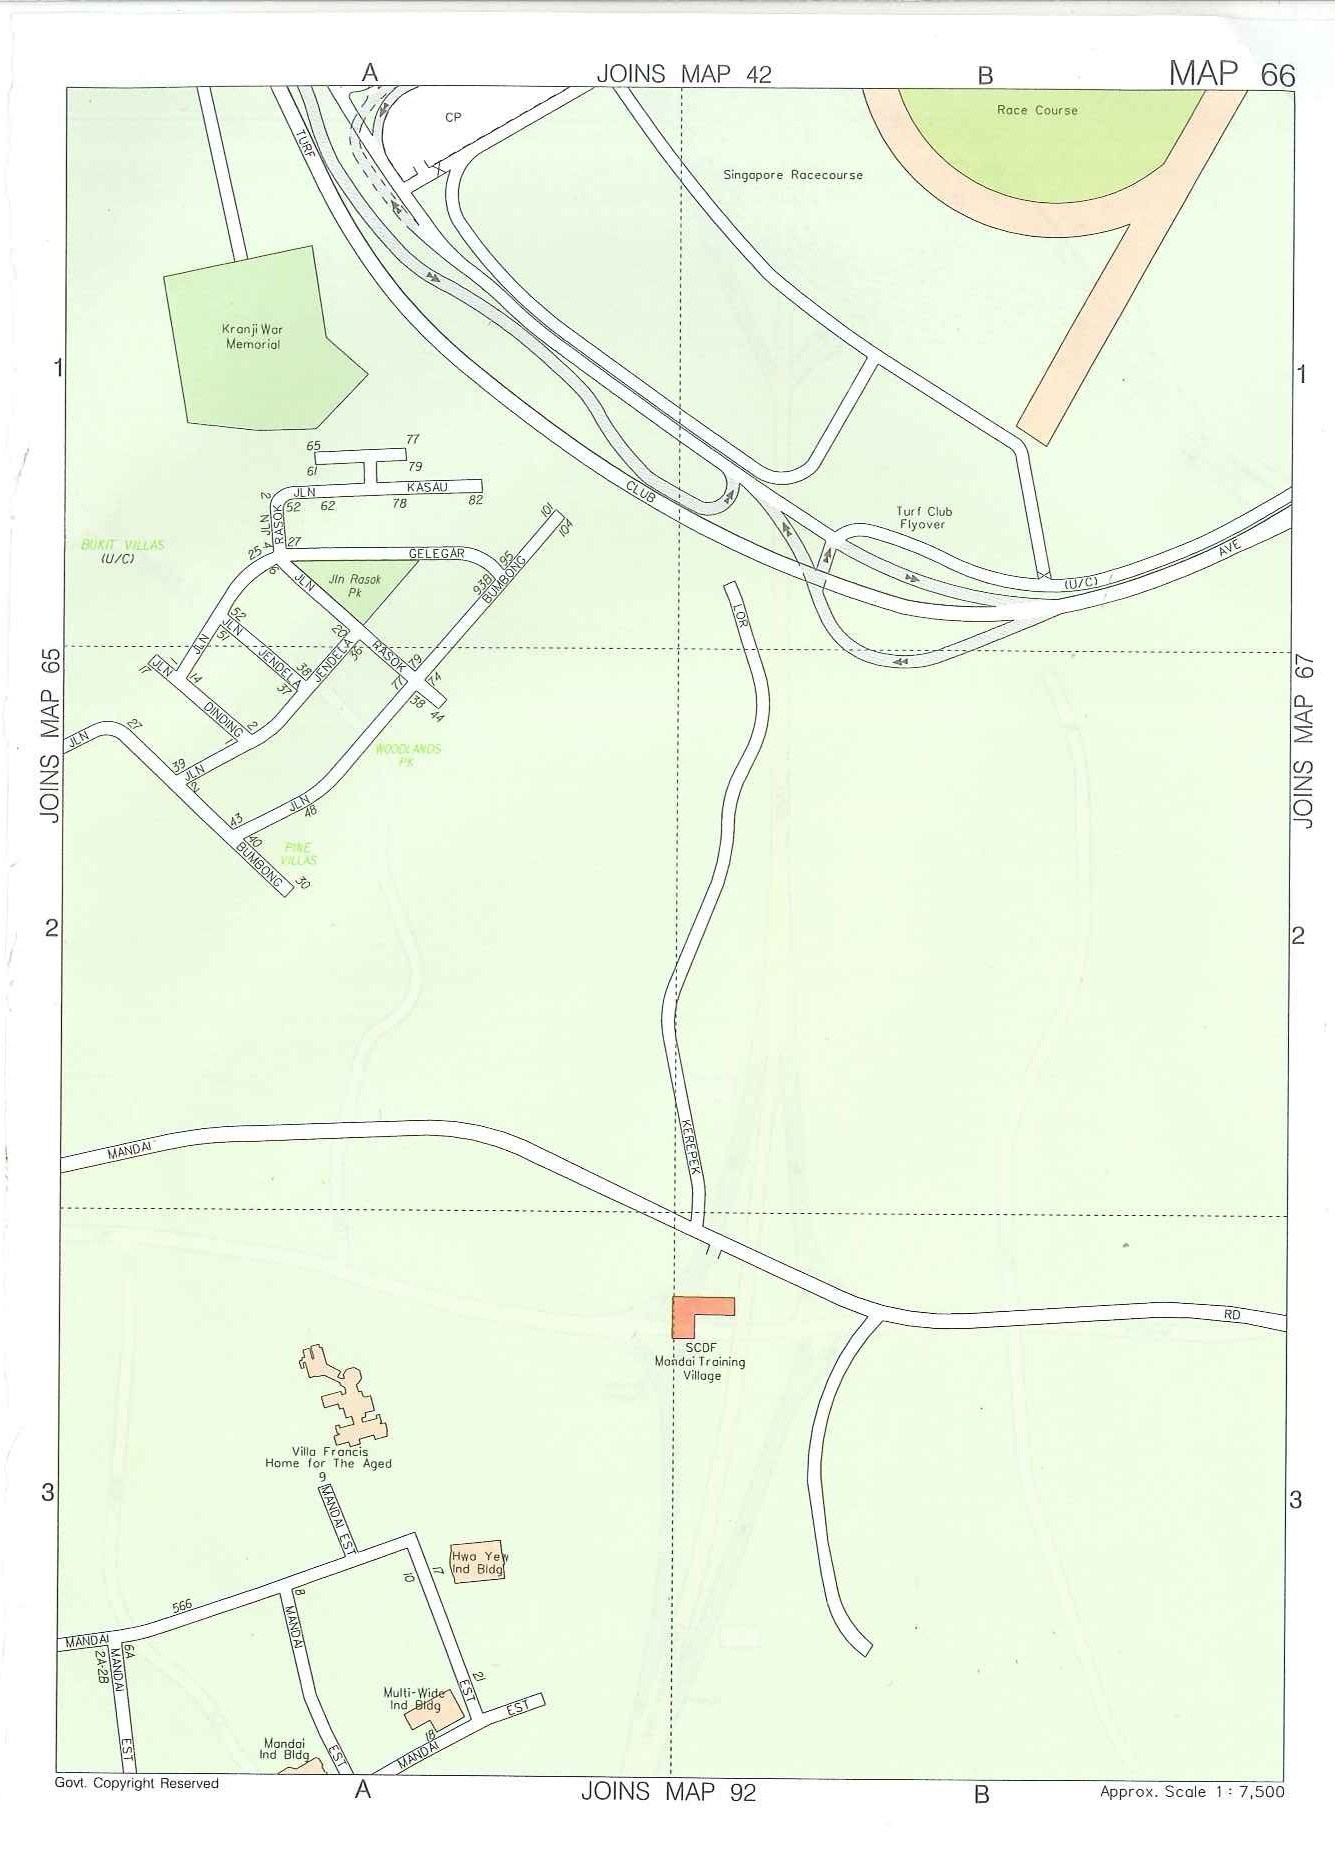 A
JOINS MAP 42
B
MAP 66
TURF
CP
Race Course
Singapore Racecourse
Kranji War
Memorial
1
1
65
77
61
79
2
JLN
KASAU
52
62
78
82
JLN
RASOK
CLUB
101
104
Turf Club
Flyover
BUKIT VILLAS
(U/C)
25
4
27
GELEGAR
95
93B
BUMBONG
AVE
(U/C)
6
JLN
Jln Rasok
Pk
LOR
52
JLN
51
20
JLN
1
JENDELA
36
RASOK
79
JLN
17
14
JENDELA
38
37
77
74
38
44
JOINS MAP 65
JOINS MAP 67
DINDING
2
1
27
JLN
WOODLANDS
PK
39
JLN
2
JLN
48
43
40
BUMBONG
30
PINE
VILLAS
2
2
KEREPEK
MANDAI
RD
SCDF
Mandai Training
Village
Villa Francis
Home for The Aged
9
MANDAI EST
3
3
Hwa Yew
Ind Bldg
17
10
8
566
MANDAI
MANDAI
6A
2A-2B
MANDAI
21
EST
Multi-Wide
Ind Bldg
EST
18
MANDAI
Mandai
Ind Bldg
EST
EST
Govt. Copyright Reserved
A
JOINS MAP 92
B
Approx. Scale 1 : 7,500